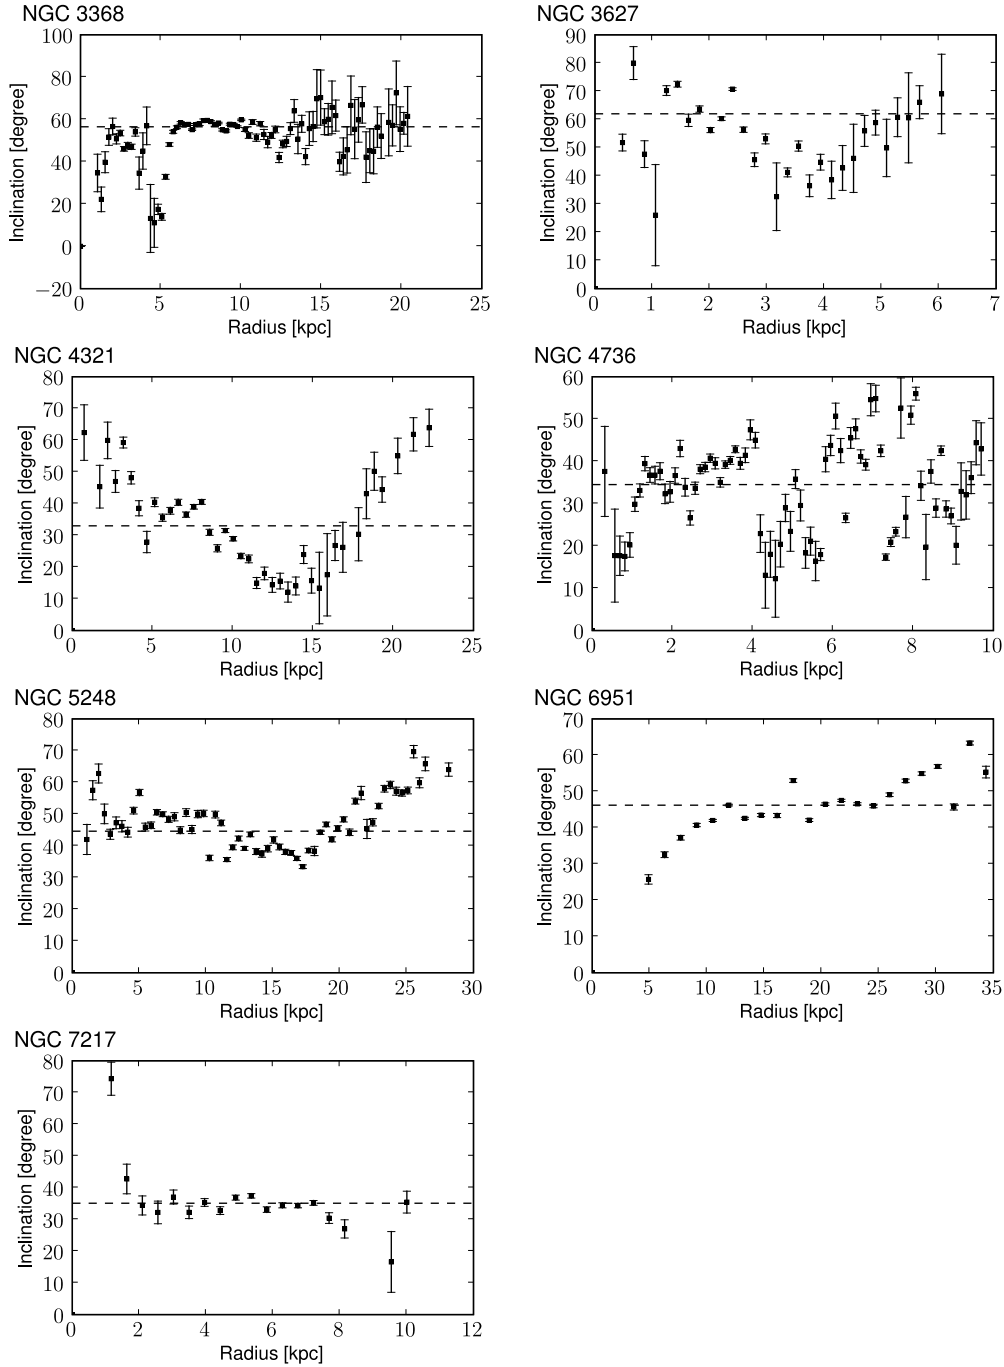 NGC 3368
100
80
60
40
20
0
−20
Inclination [degree]
0 5 10 15 20 25
Radius [kpc]
NGC 3627
90
80
70
60
50
40
30
20
10
0
Inclination [degree]
0 1 2 3 4 5 6 7
Radius [kpc]
NGC 4321
80
70
60
50
40
30
20
10
0
Inclination [degree]
0 5 10 15 20 25
Radius [kpc]
NGC 4736
60
50
40
30
20
10
0
Inclination [degree]
0 2 4 6 8 10
Radius [kpc]
NGC 5248
80
70
60
50
40
30
20
10
0
Inclination [degree]
0 5 10 15 20 25 30
Radius [kpc]
NGC 6951
70
60
50
40
30
20
10
0
Inclination [degree]
0 5 10 15 20 25 30 35
Radius [kpc]
NGC 7217
80
70
60
50
40
30
20
10
0
Inclination [degree]
0 2 4 6 8 10 12
Radius [kpc]